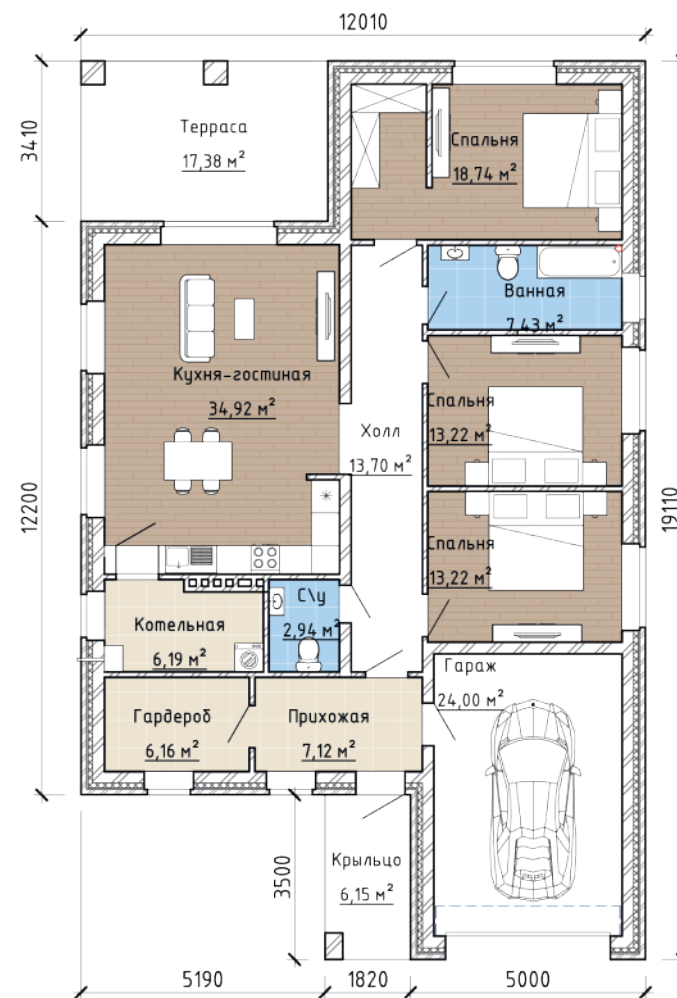 12010
3410
Терраса
17,38 м²
Спальня
18,74 м²
Ванная
7,43 м²
Кухня-гостиная
34,92 м²
Холл
13,70 м²
Спальня
13,22 м²
12200
19110
Спальня
13,22 м²
С\у
2,94 м²
Котельная
6,19 м²
Гараж
24,00 м²
Гардероб
6,16 м²
Прихожая
7,12 м²
3500
Крыльцо
6,15 м²
5190
1820
5000